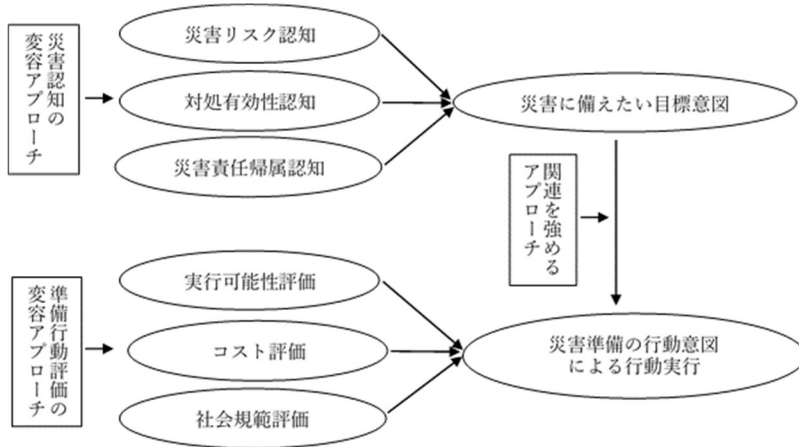 災害認知の
変容アプローチ
災害リスク認知
対処有効性認知
災害責任帰属認知
災害に備えたい目標意図
関連を強める
アプローチ
準備行動評価の
変容アプローチ
実行可能性評価
コスト評価
社会規範評価
災害準備の行動意図
による行動実行